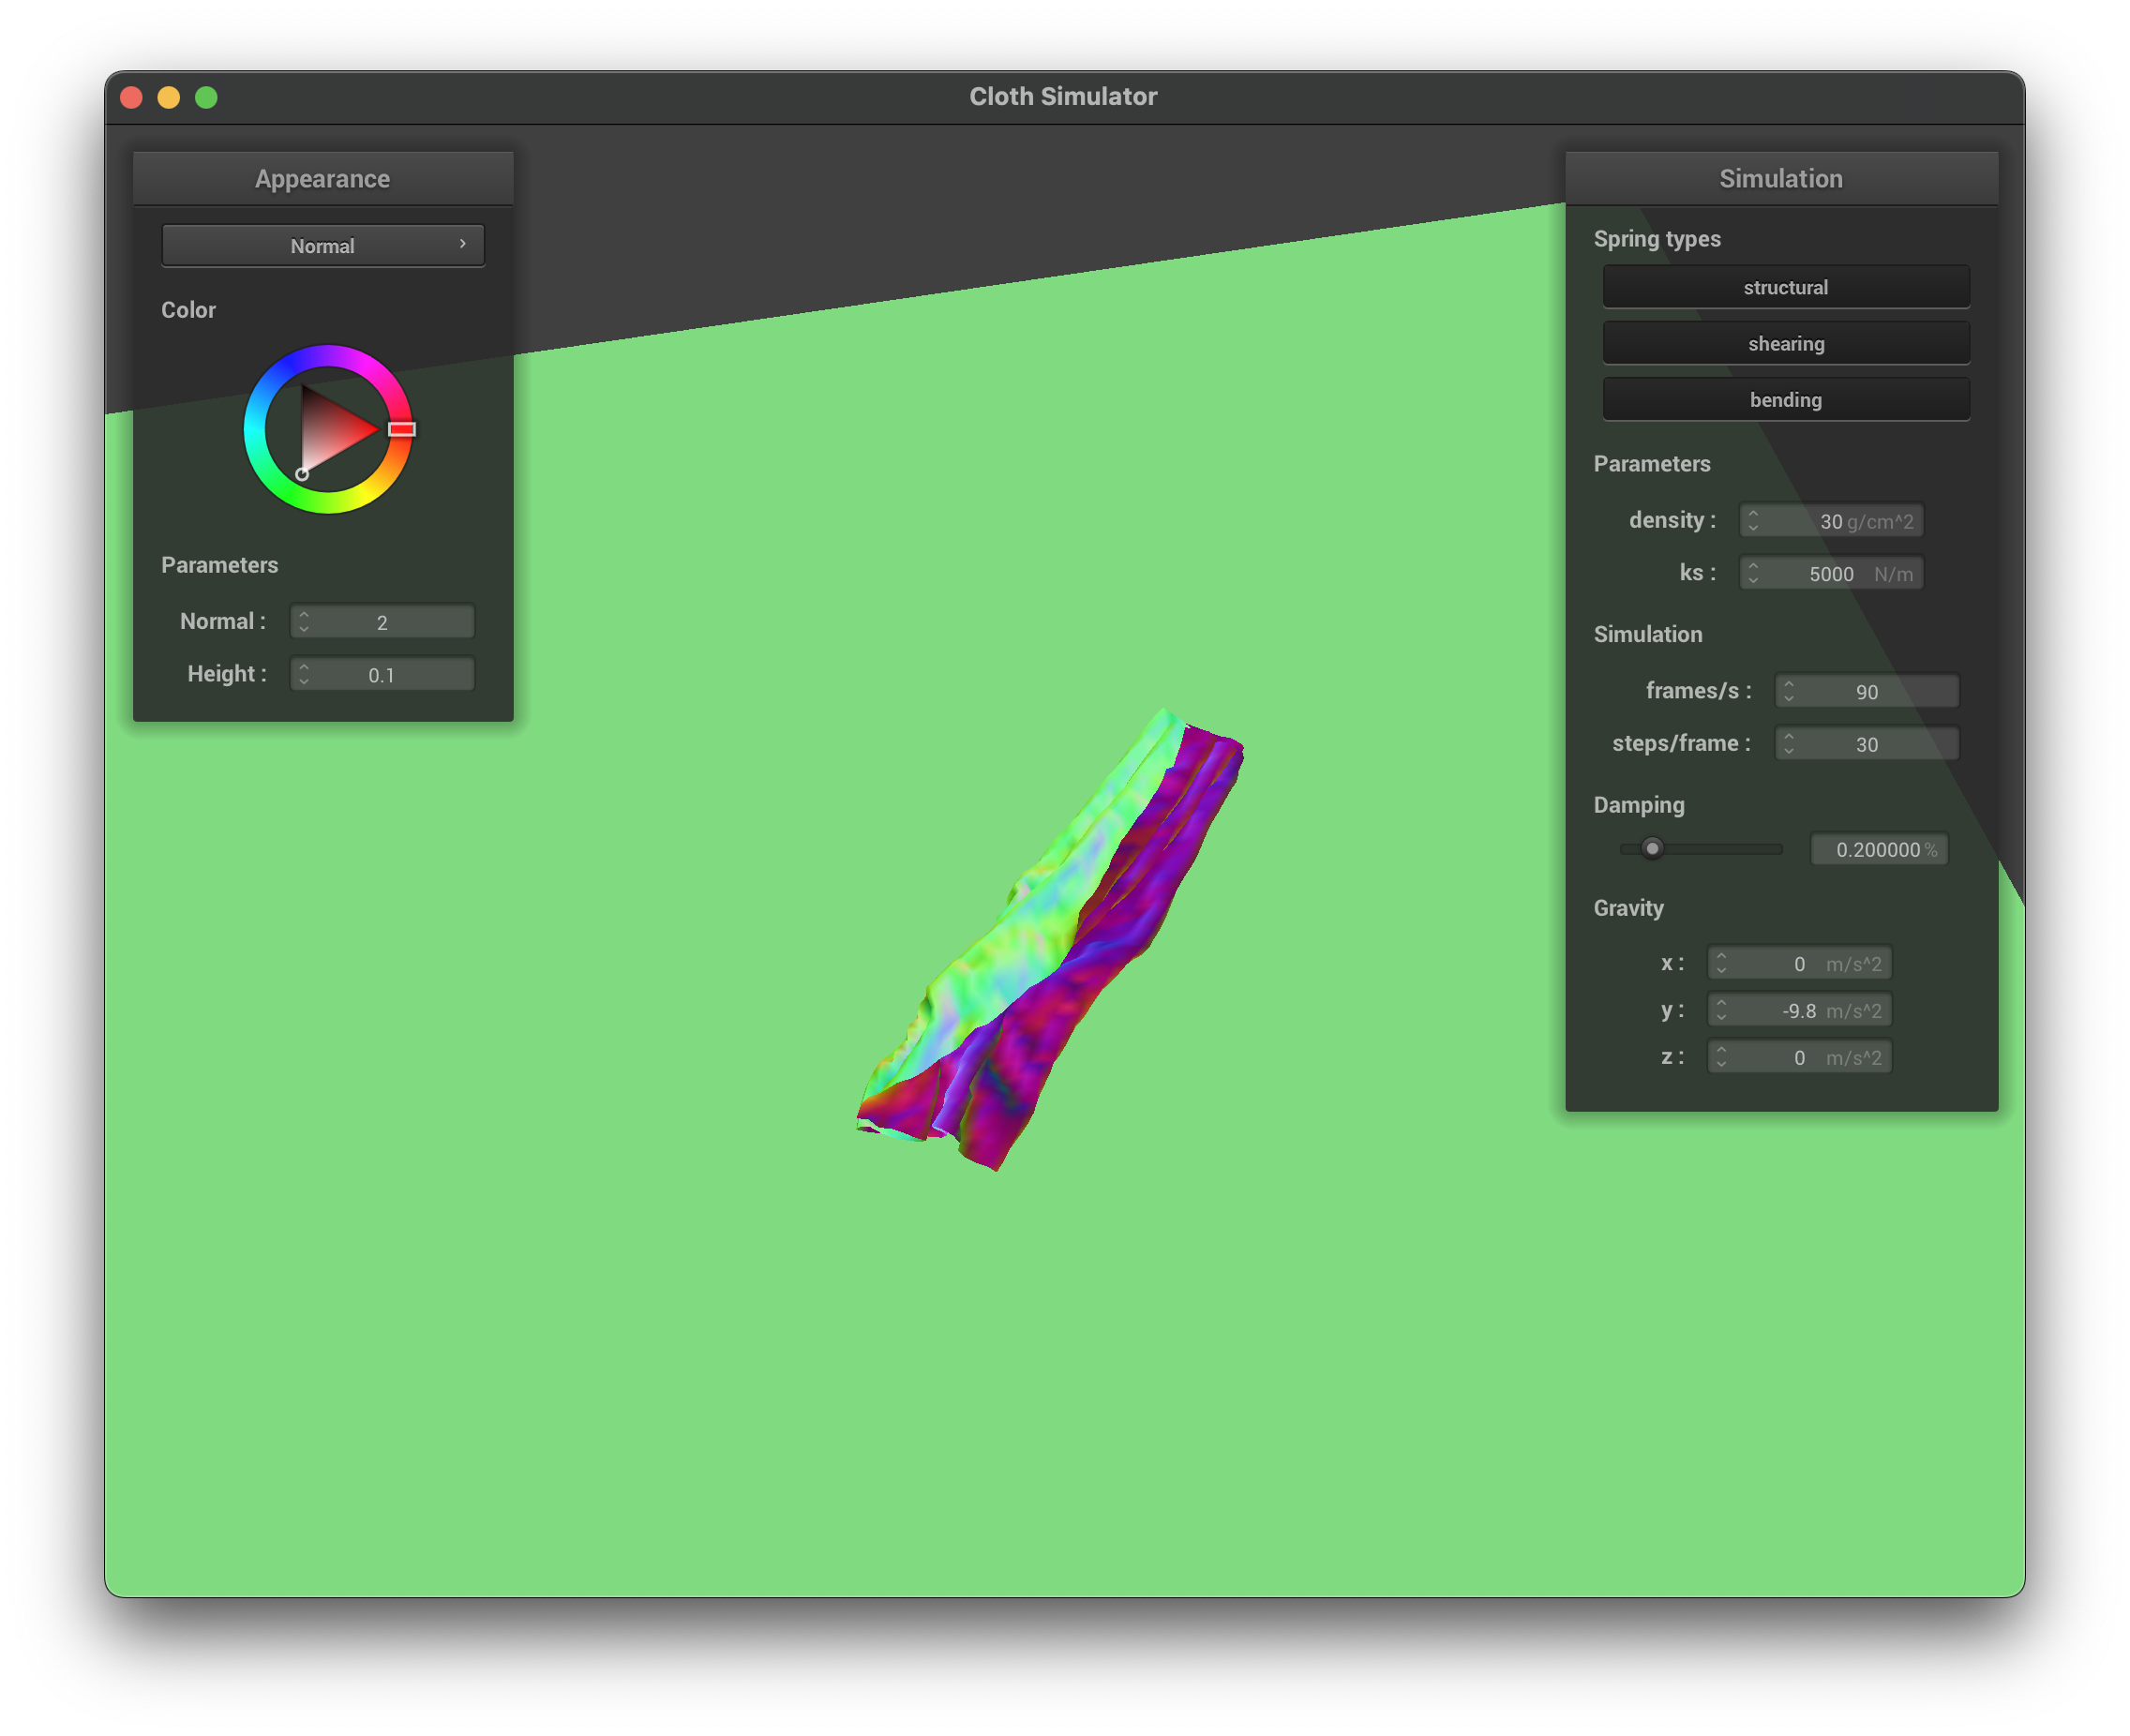 Cloth Simulator
Appearance
Normal
Color
Parameters
Normal : 2
Height : 0.1
Simulation
Spring types
structural
shearing
bending
Parameters
density : 30 g/cm^2
ks : 5000 N/m
Simulation
frames/s : 90
steps/frame : 30
Damping
0.200000 %
Gravity
x : 0 m/s^2
y : -9.8 m/s^2
z : 0 m/s^2